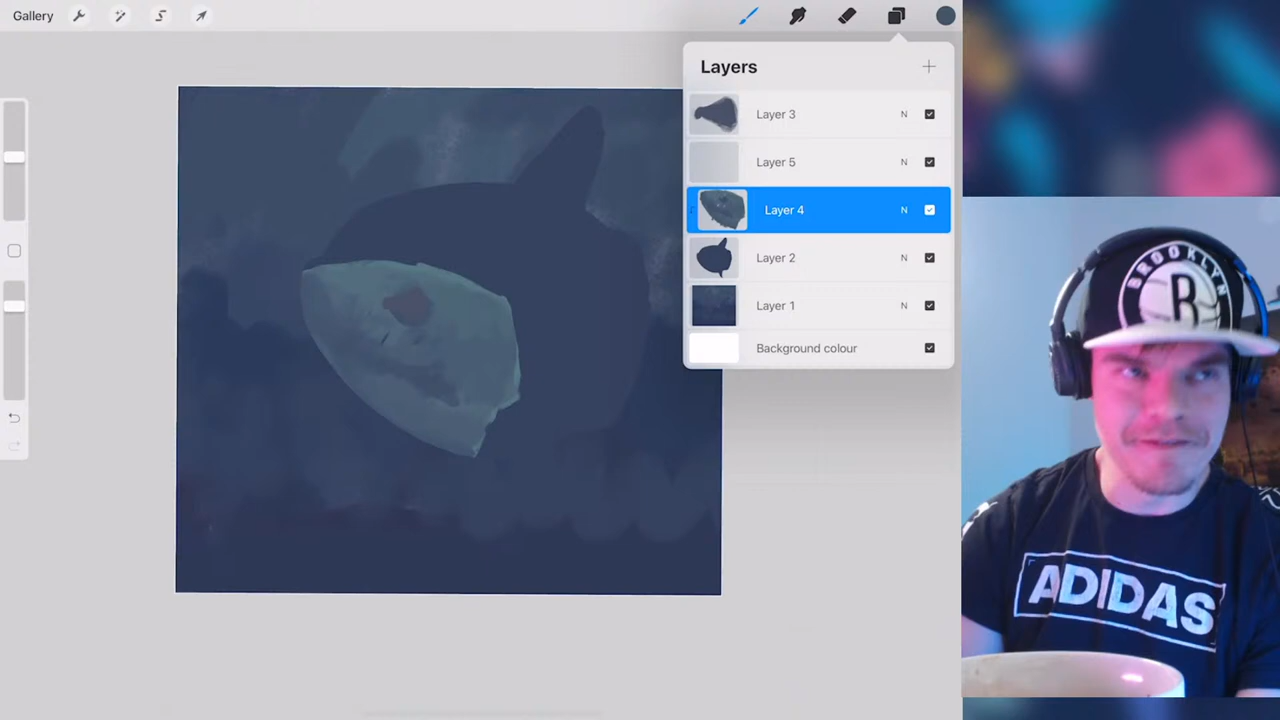 Gallery
Layers
Layer 3
N
Layer 5
N
Layer 4
N
Layer 2
N
Layer 1
N
Background colour
BROOKLYN
B
ADIDAS